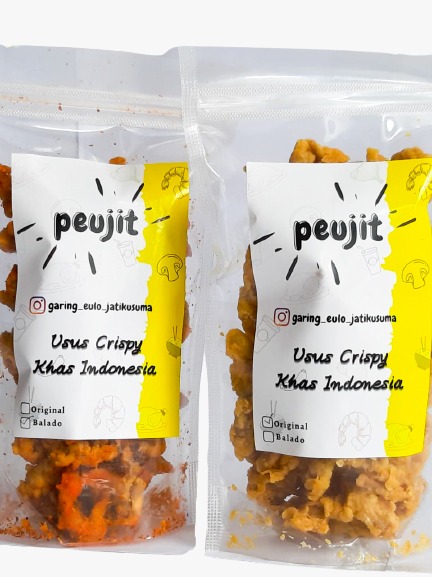 peujit
garing_eulo_jatikusuma
Usus Crispy
Khas Indonesia
Original
Balado
peujit
garing_eulo_jatikusuma
Usus Crispy
Khas Indonesia
Original
Balado